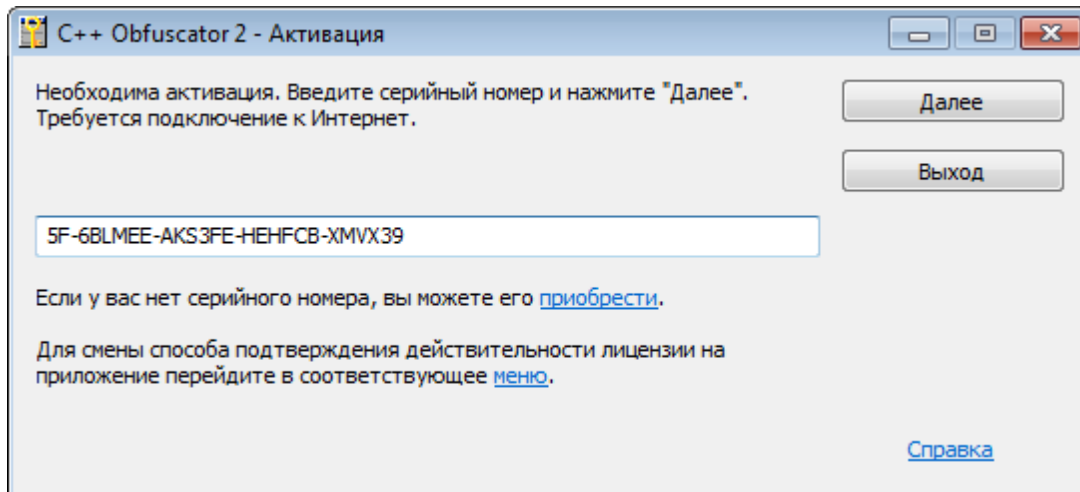 C++ Obfuscator 2 - Активация
Необходима активация. Введите серийный номер и нажмите "Далее".
Требуется подключение к Интернет.
Далее
Выход
5F-6BLMEE-AKS3FE-HEHFCB-XMVX39
Если у вас нет серийного номера, вы можете его приобрести.
Для смены способа подтверждения действительности лицензии на
приложение перейдите в соответствующее меню.
Справка